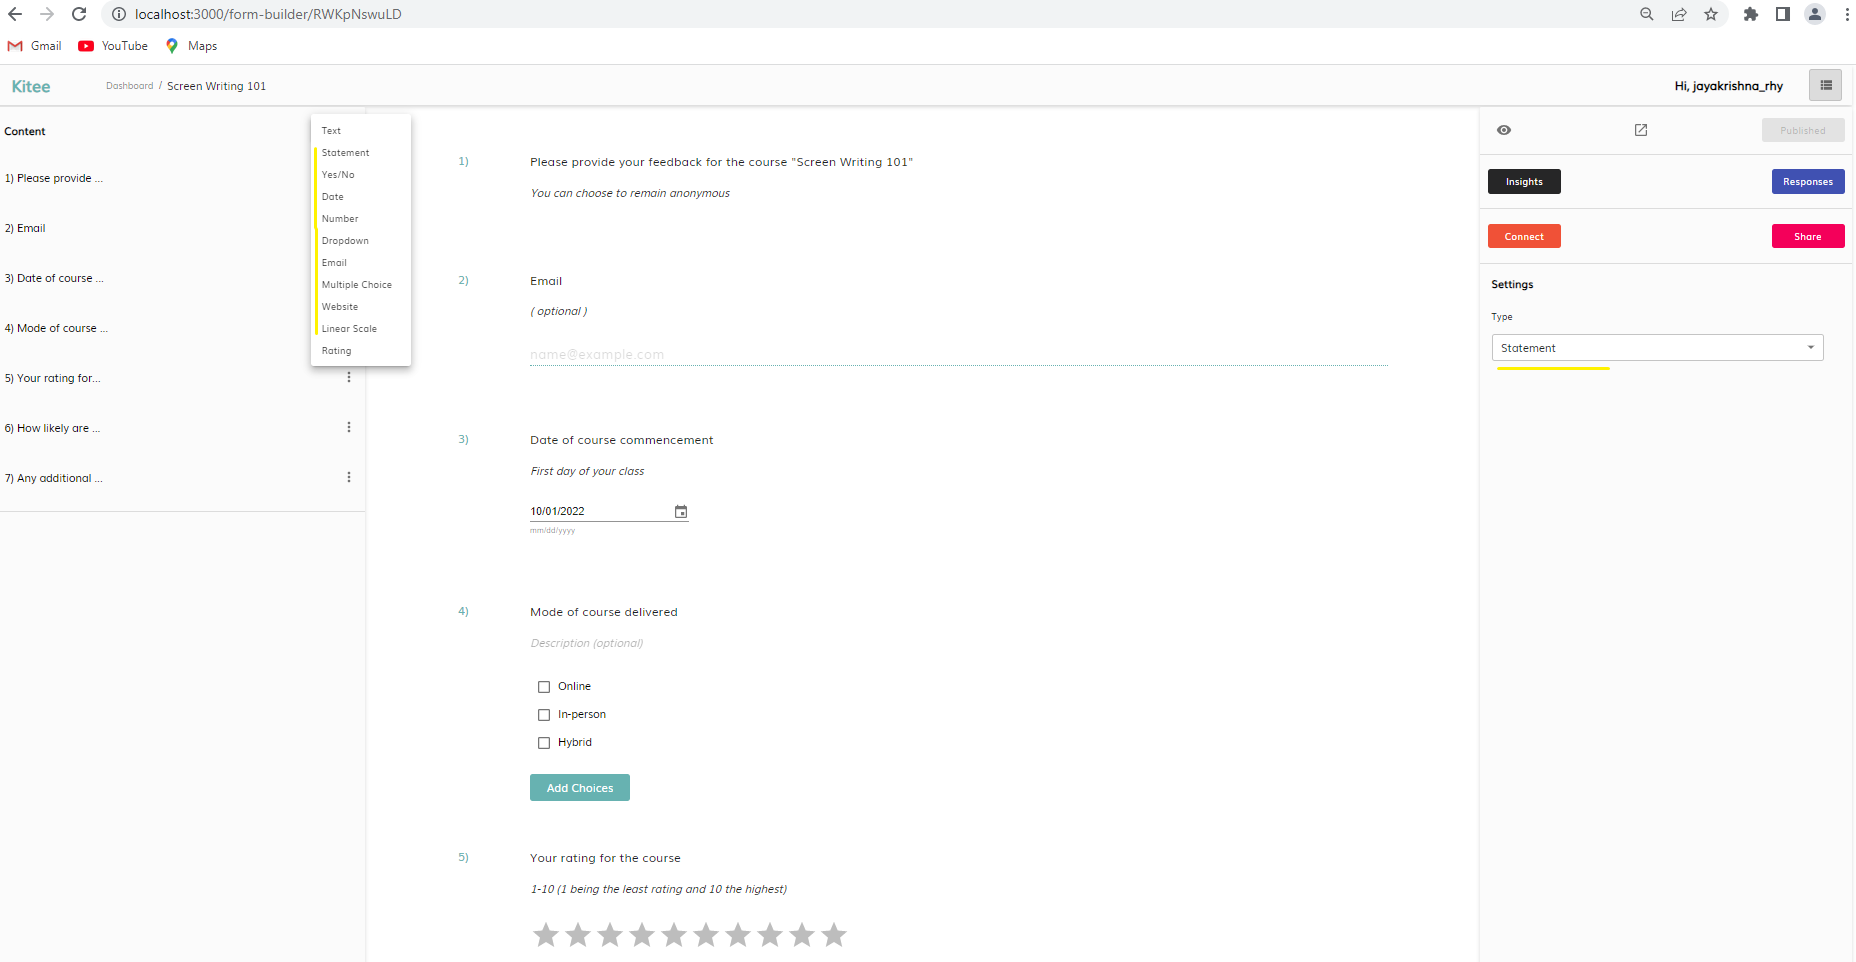 localhost:3000/form-builder/RWKpNswuLD
Gmail YouTube Maps
Kitee Dashboard / Screen Writing 101 Hi, jayakrishna_rhy
Content
1) Please provide ...
2) Email
3) Date of course ...
4) Mode of course ...
5) Your rating for...
6) How likely are ...
7) Any additional ...
Text
Statement
Yes/No
Date
Number
Dropdown
Email
Multiple Choice
Website
Linear Scale
Rating
1) Please provide your feedback for the course "Screen Writing 101"
You can choose to remain anonymous
2) Email
( optional )
name@example.com
3) Date of course commencement
First day of your class
10/01/2022
mm/dd/yyyy
4) Mode of course delivered
Description (optional)
Online
In-person
Hybrid
Add Choices
5) Your rating for the course
1-10 (1 being the least rating and 10 the highest)
Published
Insights Responses
Connect Share
Settings
Type
Statement